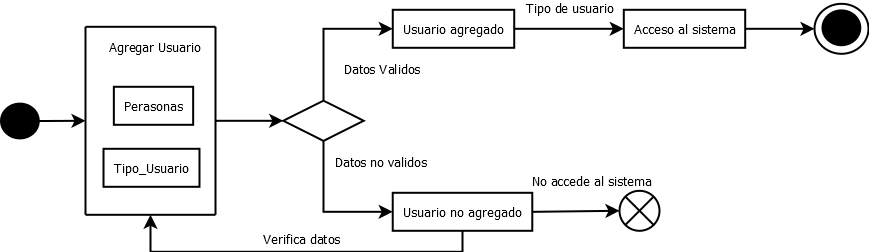 Agregar Usuario
Perasonas
Tipo_Usuario
Datos Validos
Datos no validos
Usuario agregado
Tipo de usuario
Acceso al sistema
Usuario no agregado
No accede al sistema
Verifica datos